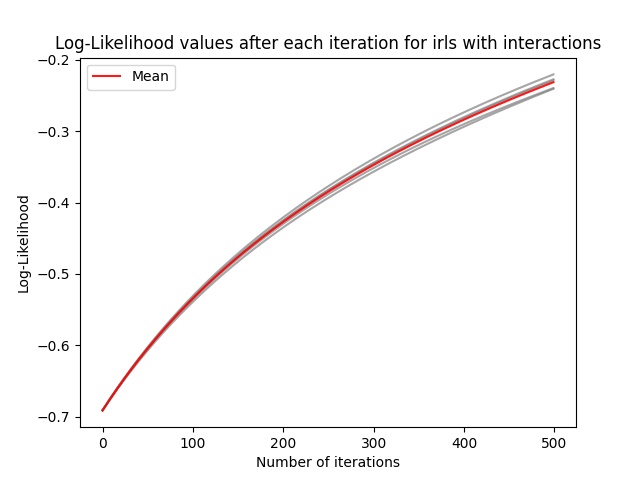 Log-Likelihood values after each iteration for irls with interactions
Mean
Log-Likelihood
−0.2
−0.3
−0.4
−0.5
−0.6
−0.7
0 100 200 300 400 500
Number of iterations